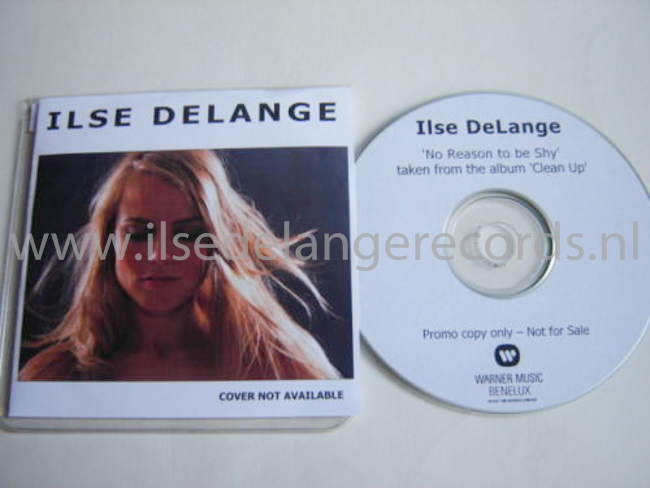 ILSE DELANGE
COVER NOT AVAILABLE
Ilse DeLange
'No Reason to be Shy'
taken from the album 'Clean Up'
Promo copy only – Not for Sale
WARNER MUSIC
BENELUX
www.ilsedelangerecords.nl